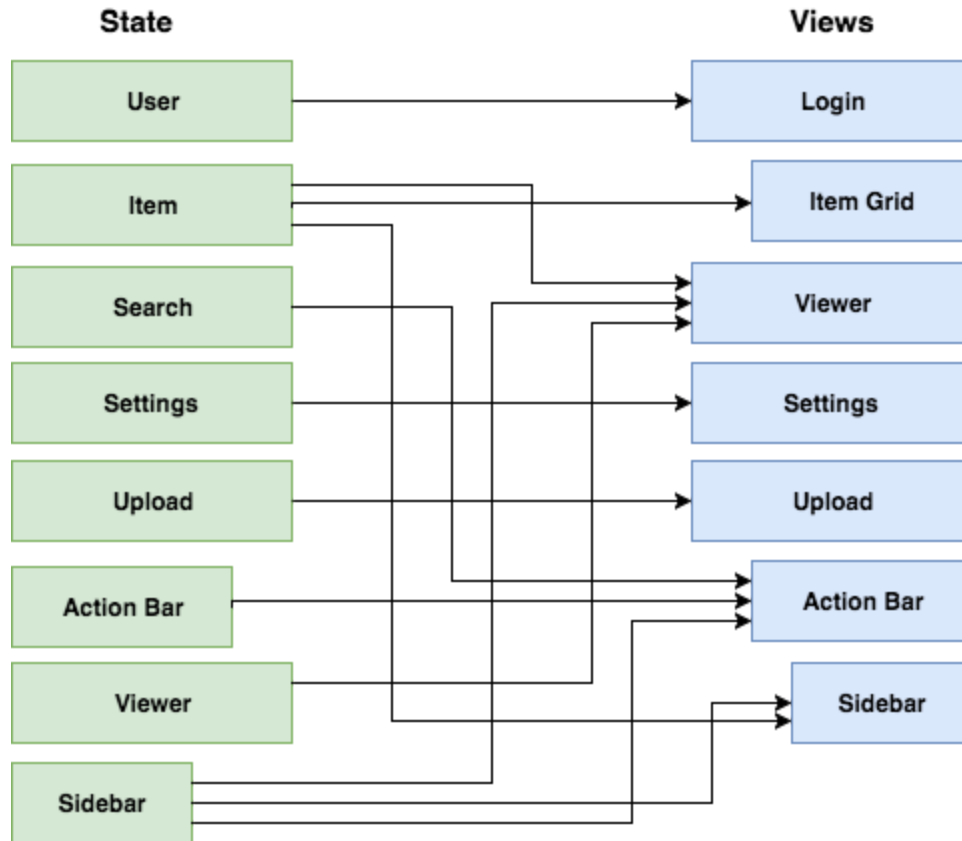 State
Views
User
Login
Item
Item Grid
Search
Viewer
Settings
Settings
Upload
Upload
Action Bar
Action Bar
Viewer
Sidebar
Sidebar